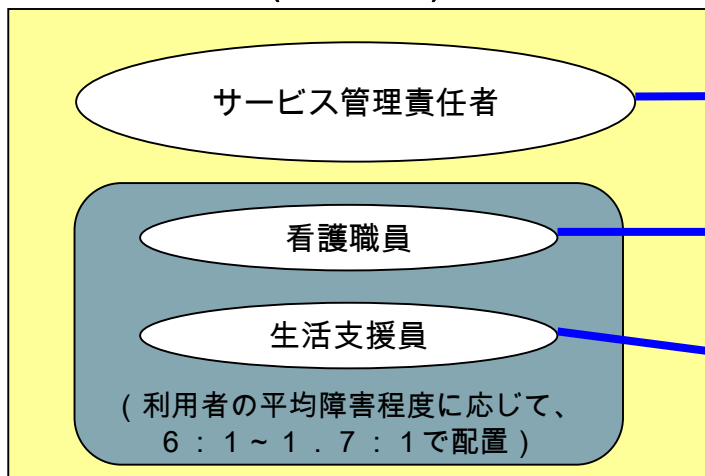 サービス管理責任者
看護職員
生活支援員
(利用者の平均障害程度に応じて、
6:1~1.7:1で配置)